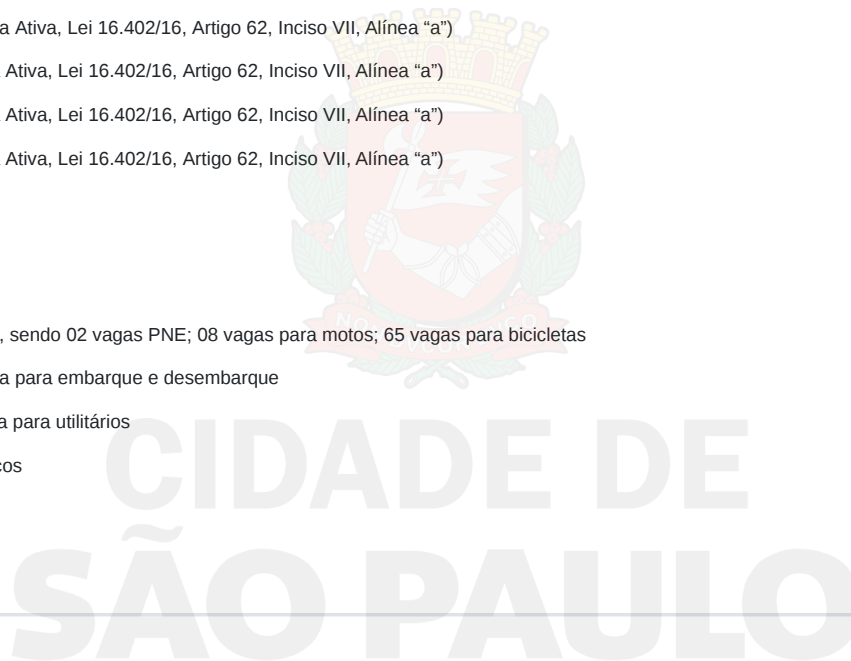 a Ativa, Lei 16.402/16, Artigo 62, Inciso VII, Alínea “a”)
Ativa, Lei 16.402/16, Artigo 62, Inciso VII, Alínea “a”)
Ativa, Lei 16.402/16, Artigo 62, Inciso VII, Alínea “a”)
Ativa, Lei 16.402/16, Artigo 62, Inciso VII, Alínea “a”)
, sendo 02 vagas PNE; 08 vagas para motos; 65 vagas para bicicletas
a para embarque e desembarque
a para utilitários
cos
CIDADE DE
SÃO PAULO